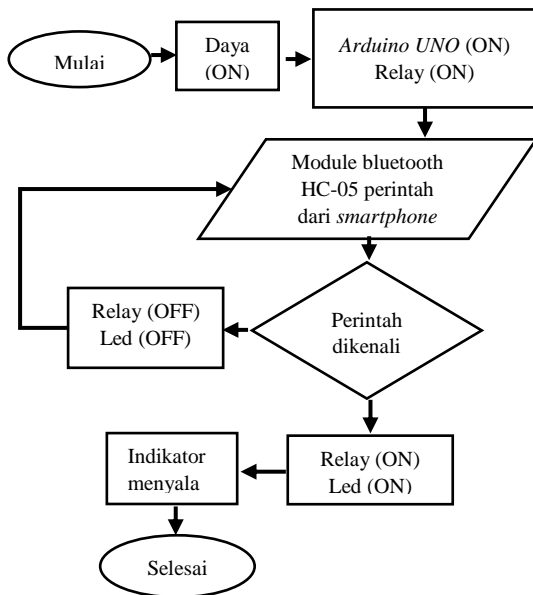 Mulai
Daya
(ON)
Arduino UNO (ON)
Relay (ON)
Module bluetooth
HC-05 perintah
dari smartphone
Perintah
dikenali
Relay (OFF)
Led (OFF)
Relay (ON)
Led (ON)
Indikator
menyala
Selesai